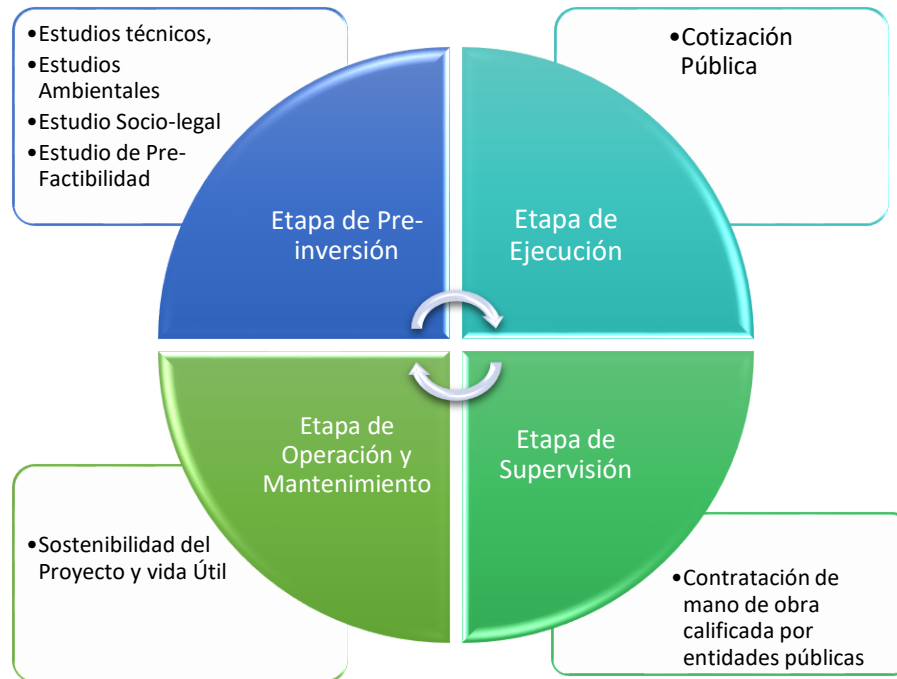 •Estudios técnicos,
•Estudios
Ambientales
•Estudio Socio-legal
•Estudio de Pre-
Factibilidad
•Cotización
Pública
Etapa de Pre-
inversión
Etapa de
Ejecución
Etapa de
Operación y
Mantenimiento
Etapa de
Supervisión
•Sostenibilidad del
Proyecto y vida Útil
•Contratación de
mano de obra
calificada por
entidades públicas